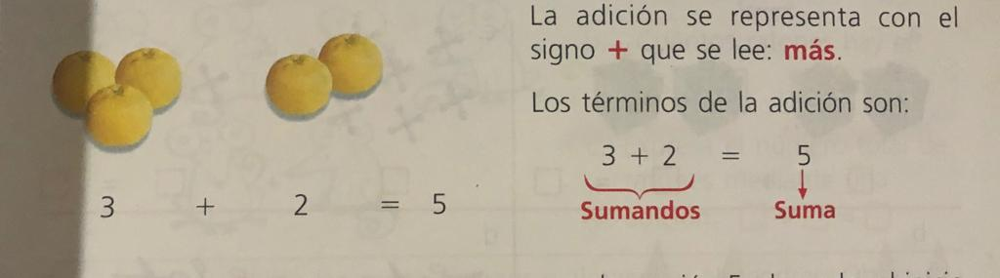 La adición se representa con el
signo + que se lee: más.
Los términos de la adición son:
3 + 2 = 5
Sumandos Suma
3 + 2 = 5